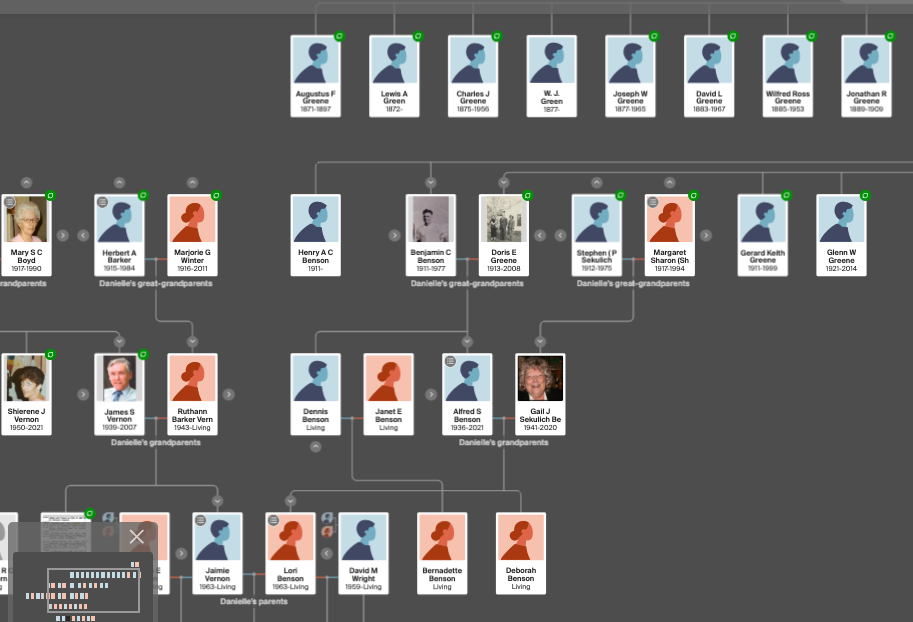 Augustus F
Greene
1871-1897
Lewis A
Green
1872-
Charles J
Greene
1875-1956
W. J.
Green
1877-
Joseph W
Greene
1877-1965
David L
Greene
1883-1967
Wilfred Ross
Greene
1885-1953
Jonathan R
Greene
1889-1909
Mary S C
Boyd
1917-1990
Herbert A
Barker
1915-1984
Marjorie G
Winter
1916-2011
Henry A C
Benson
1911-
Benjamin C
Benson
1911-1977
Doris E
Greene
1913-2008
Stephen ( P
Sekulich
1912-1975
Margaret
Sharon (Sh
1917-1994
Gerard Keith
Greene
1911-1999
Glenn W
Greene
1921-2014
randparents
Danielle's great-grandparents
Danielle's great-grandparents
Danielle's great-grandparents
Shierene J
Vernon
1950-2021
James S
Vernon
1939-2007
Ruthann
Barker Vern
1943-Living
Dennis
Benson
Living
Janet E
Benson
Living
Alfred S
Benson
1936-2021
Gail J
Sekulich Be
1941-2020
Danielle's grandparents
Danielle's grandparents
Jaimie
Vernon
1963-Living
Lori
Benson
1963-Living
David M
Wright
1959-Living
Bernadette
Benson
Living
Deborah
Benson
Living
Danielle's parents